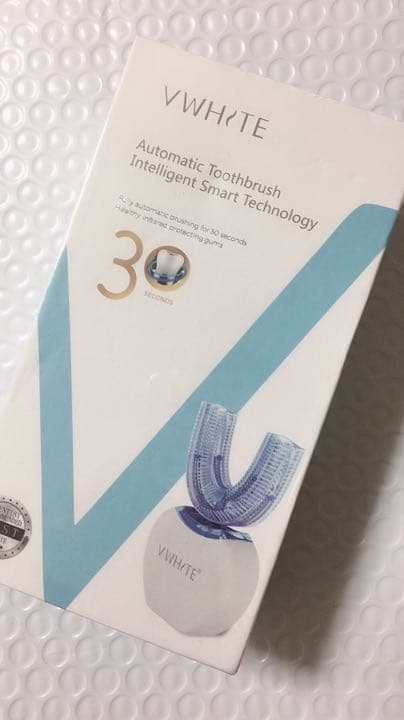 VWHITE
Automatic Toothbrush
Intelligent Smart Technology
Fully automatic brushing for 30 seconds
Healthy infrared protecting gums
30
SECONDS
VWHITE®